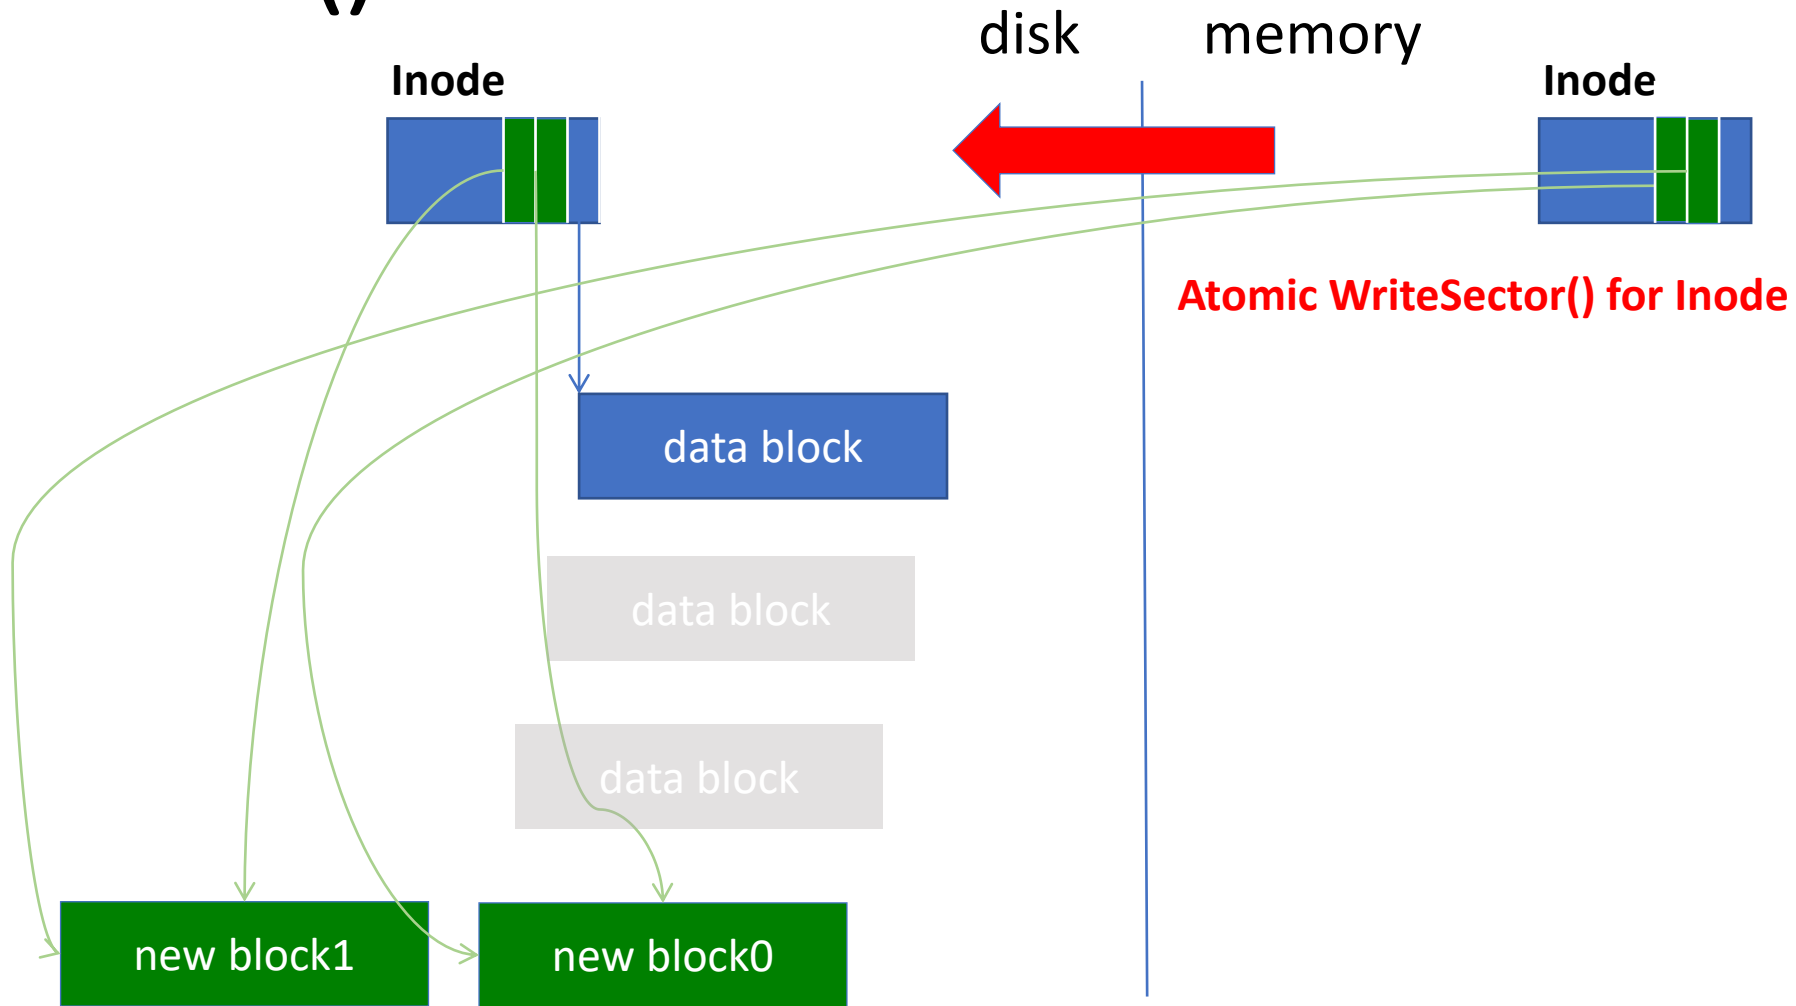 ()
disk memory
Inode Inode
Atomic WriteSector() for Inode
data block
data block
data block
new block1 new block0